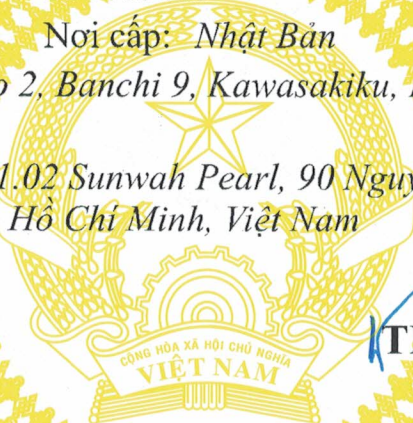 Nơi cấp: Nhật Bản
2, Banchi 9, Kawasakiku,
1.02 Sunwah Pearl, 90 Nguy
Hồ Chí Minh, Việt Nam
CỘNG HÒA XÃ HỘI CHỦ NGHĨA
VIỆT NAM